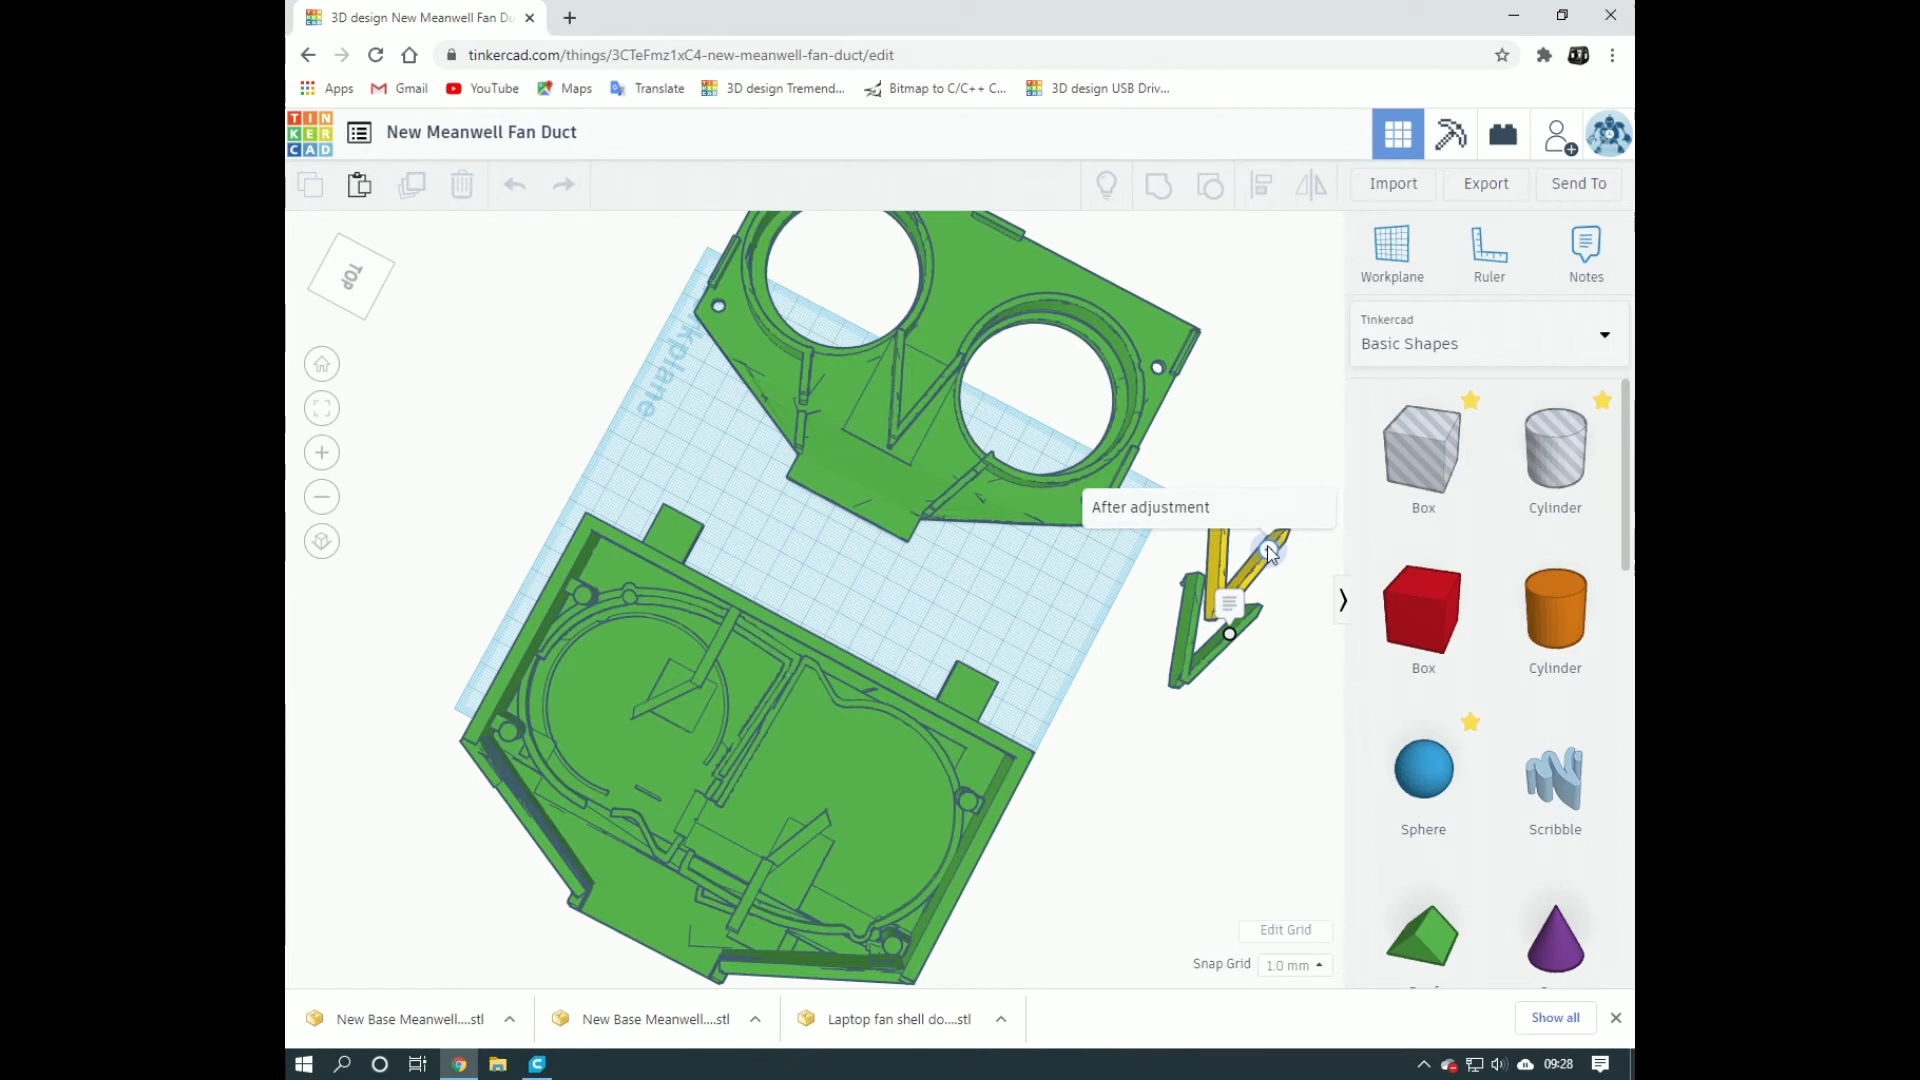 3D design New Meanwell Fan Du
tinkercad.com/things/3CTeFmz1xC4-new-meanwell-fan-duct/edit
Apps
Gmail
YouTube
Maps
Translate
3D design Tremend...
Bitmap to C/C++ C...
3D design USB Driv...
TIN
KER
CAD
New Meanwell Fan Duct
Import
Export
Send To
TOP
Workplane
Ruler
Notes
Tinkercad
Basic Shapes
rkplane
After adjustment
Box
Cylinder
Box
Cylinder
Sphere
Scribble
Edit Grid
Snap Grid
1.0 mm
New Base Meanwell....stl
New Base Meanwell....stl
Laptop fan shell do....stl
Show all
09:28